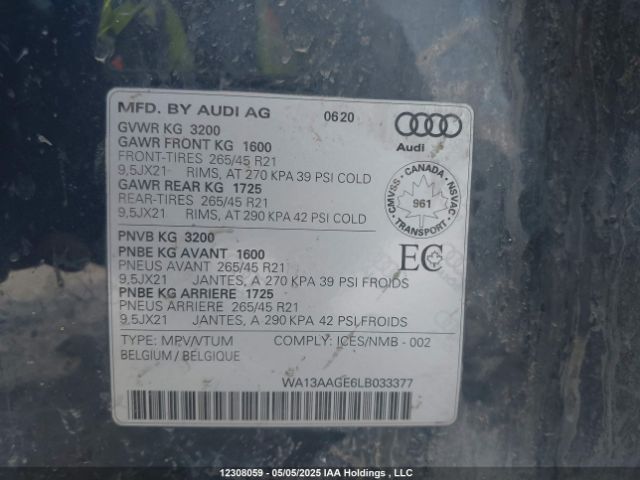 MFD. BY AUDI AG 0620
GVWR KG 3200
GAWR FRONT KG 1600
FRONT-TIRES 265/45 R21
9,5JX21 RIMS, AT 270 KPA 39 PSI COLD
GAWR REAR KG 1725
REAR-TIRES 265/45 R21
9,5JX21 RIMS, AT 290 KPA 42 PSI COLD
Audi
CANADA
CMVSS NSVAC
961
TRANSPORT
PNVB KG 3200
PNBE KG AVANT 1600
PNEUS AVANT 265/45 R21
9,5JX21 JANTES, A 270 KPA 39 PSI FROIDS
PNBE KG ARRIERE 1725
PNEUS ARRIERE 265/45 R21
9,5JX21 JANTES, A 290 KPA 42 PSI FROIDS
EC
TYPE: MPV/VTUM COMPLY: ICES/NMB - 002
BELGIUM / BELGIQUE
WA13AAGE6LB033377
12308059 - 05/05/2025 IAA Holdings , LLC